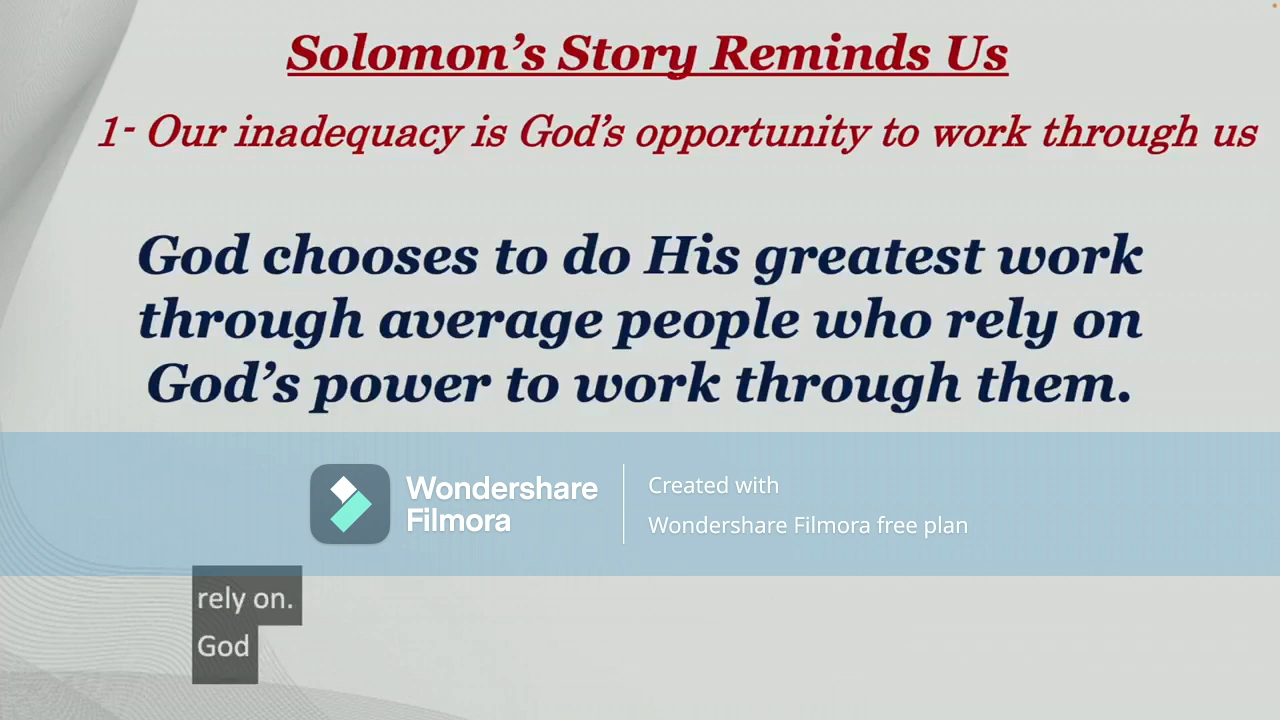 Solomon’s Story Reminds Us
1- Our inadequacy is God’s opportunity to work through us
God chooses to do His greatest work
through average people who rely on
God’s power to work through them.
Wondershare
Filmora
Created with
Wondershare Filmora free plan
rely on.
God